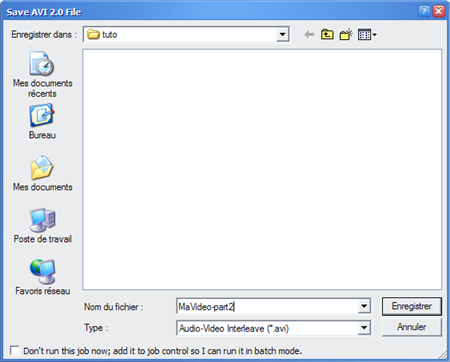 Save AVI 2.0 File
Enregistrer dans :
tuto
Mes documents
récents
Bureau
Mes documents
Poste de travail
Favoris réseau
Nom du fichier :
MaVideo-part2
Enregistrer
Type :
Audio-Video Interleave (*.avi)
Annuler
Don't run this job now; add it to job control so I can run it in batch mode.